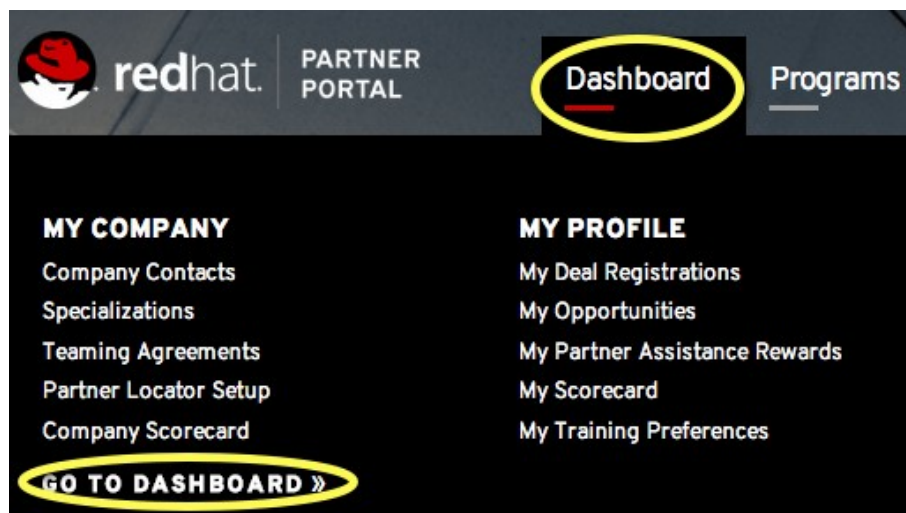 redhat. PARTNER PORTAL
Dashboard Programs
MY COMPANY
Company Contacts
Specializations
Teaming Agreements
Partner Locator Setup
Company Scorecard
GO TO DASHBOARD »
MY PROFILE
My Deal Registrations
My Opportunities
My Partner Assistance Rewards
My Scorecard
My Training Preferences